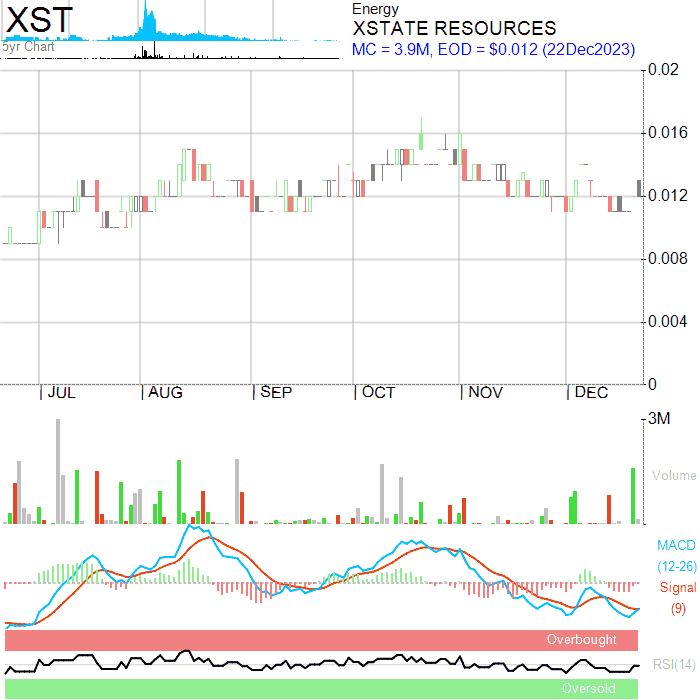 XST
5yr Chart
Energy
XSTATE RESOURCES
MC = 3.9M, EOD = $0.012 (22Dec2023)
0.02
0.016
0.012
0.008
0.004
0
JUL AUG SEP OCT NOV DEC
3M
Volume
MACD
(12-26)
Signal
(9)
Overbought
RSI(14)
Oversold